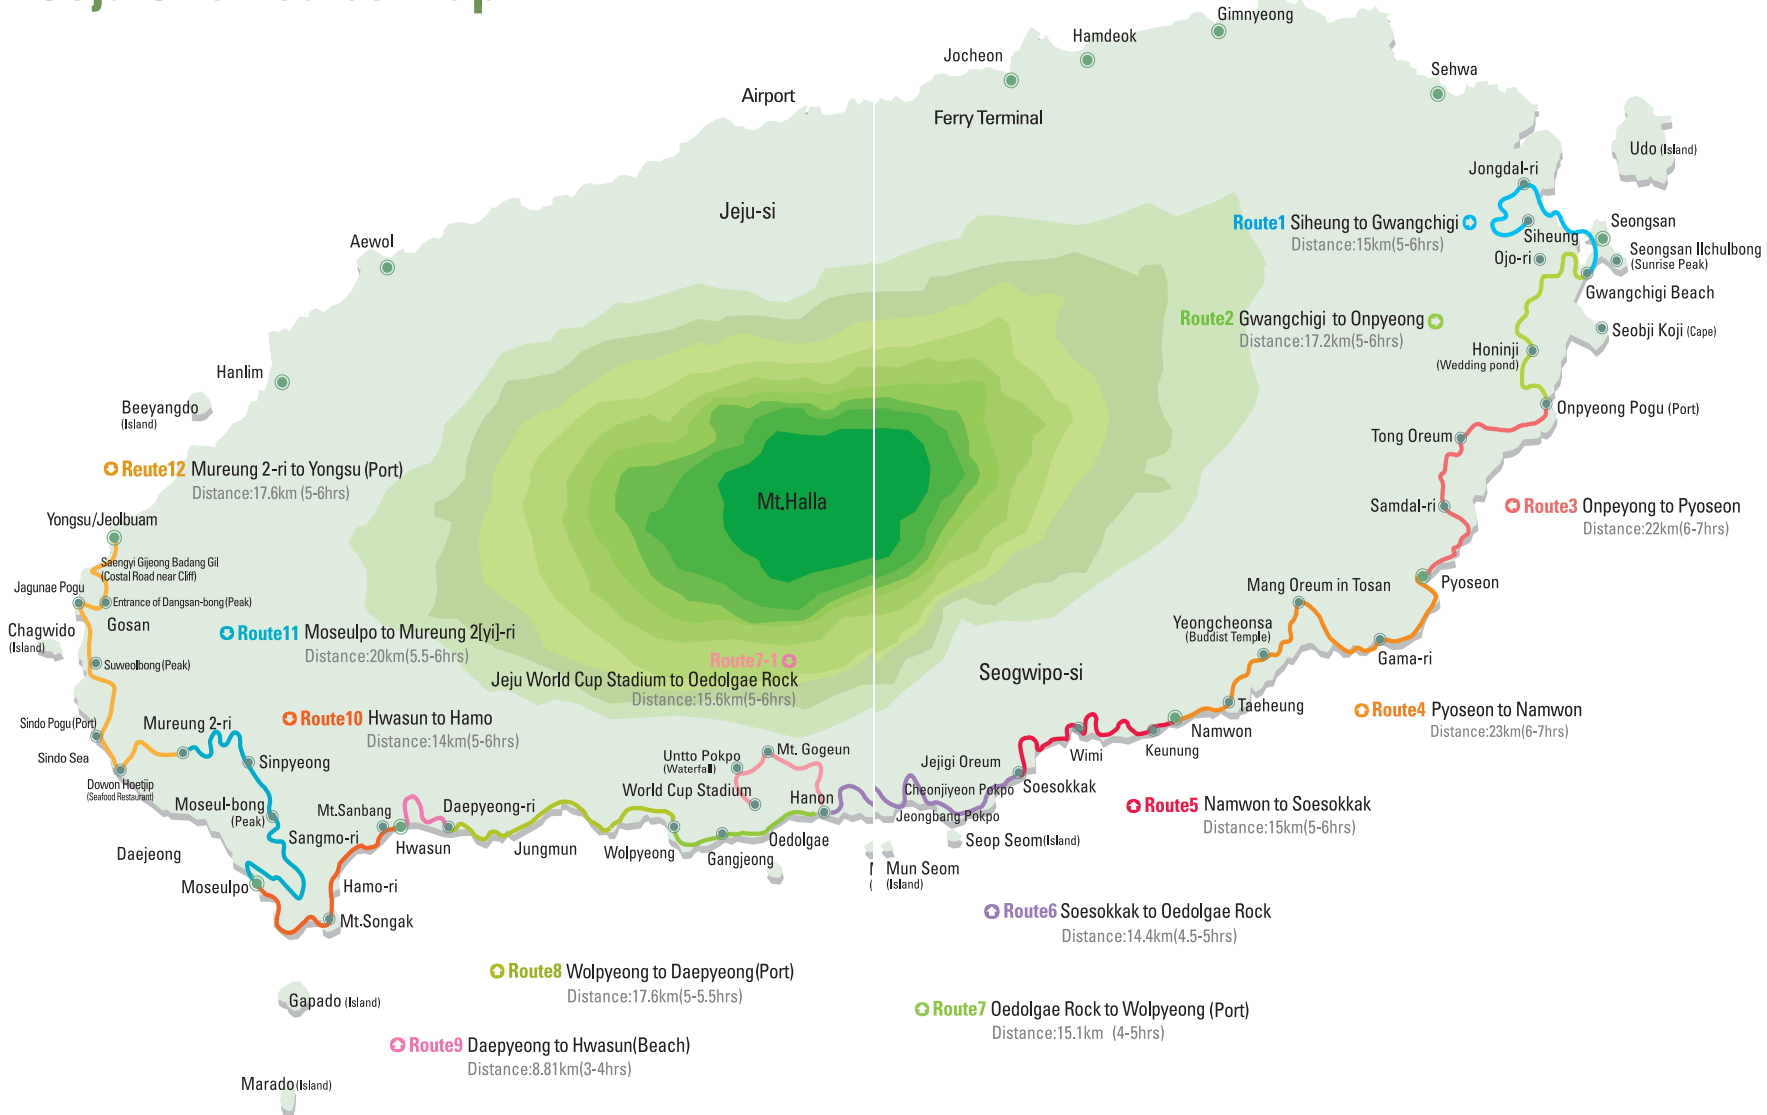 Gimnyeong
Hamdeok
Jocheon
Sehwa
Airport
Ferry Terminal
Udo (Island)
Jongdal-ri
Jeju-si
Route1 Siheung to Gwangchigi
Distance:15km(5-6hrs)
Seongsan
Siheung
Aewol
Ojo-ri
Seongsan Ilchulbong
(Sunrise Peak)
Gwangchigi Beach
Route2 Gwangchigi to Onpyeong
Distance:17.2km(5-6hrs)
Seobji Koji (Cape)
Honinji
(Wedding pond)
Hanlim
Beeyangdo
(Island)
Onpyeong Pogu (Port)
Tong Oreum
Reute12 Mureung 2-ri to Yongsu (Port)
Distance:17.6km (5-6hrs)
Mt.Halla
Samdal-ri
Route3 Onpeyong to Pyoseon
Distance:22km(6-7hrs)
Yongsu/Jeolbuam
Saengyi Gijeong Badang Gil
(Costal Road near Cliff)
Jagunae Pogu
Entrance of Dangsan-bong(Peak)
Mang Oreum in Tosan
Pyoseon
Gosan
Chagwido
(Island)
Route11 Moseulpo to Mureung 2[yi]-ri
Distance:20km(5.5-6hrs)
Yeongcheonsa
(Buddist Temple)
Gama-ri
Suweolbong(Peak)
Route7-1
Jeju World Cup Stadium to Oedolgae Rock
Distance:15.6km(5-6hrs)
Seogwipo-si
Taeheung
Route4 Pyoseon to Namwon
Distance:23km(6-7hrs)
Sindo Pogu(Port)
Mureung 2-ri
Route10 Hwasun to Hamo
Distance:14km(5-6hrs)
Namwon
Keunung
Wimi
Sindo Sea
Sinpyeong
Untto Pokpo
(Waterfall)
Mt. Gogeun
Jejigi Oreum
Dowon Hoetjip
(Seafood Restaurant)
World Cup Stadium
Hanon
Cheonjiyeon Pokpo
Soesokkak
Moseul-bong
(Peak)
Mt.Sanbang
Daepyeong-ri
Jeongbang Pokpo
Route5 Namwon to Soesokkak
Distance:15km(5-6hrs)
Sangmo-ri
Hwasun
Jungmun
Wolpyeong
Gangjeong
Oedolgae
Seop Seom(Island)
Daejeong
Mun Seom
(Island)
Moseulpo
Hamo-ri
Mt.Songak
Route6 Soesokkak to Oedolgae Rock
Distance:14.4km(4.5-5hrs)
Route8 Wolpyeong to Daepyeong(Port)
Distance:17.6km(5-5.5hrs)
Gapado (Island)
Route7 Oedolgae Rock to Wolpyeong (Port)
Distance:15.1km (4-5hrs)
Route9 Daepyeong to Hwasun(Beach)
Distance:8.81km(3-4hrs)
Marado(Island)